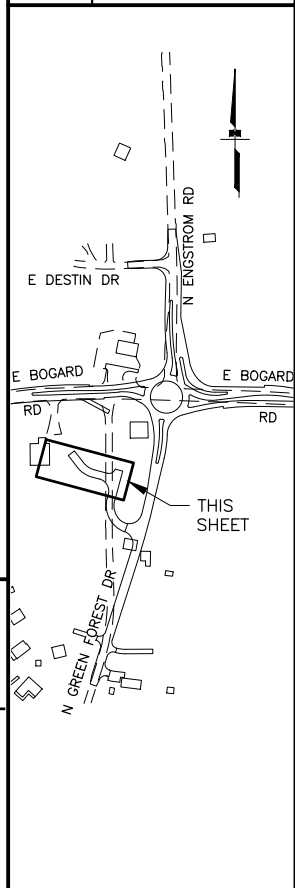 N ENGSTROM RD
E DESTIN DR
E BOGARD
RD
E BOGARD
RD
THIS
SHEET
N GREEN FOREST DR